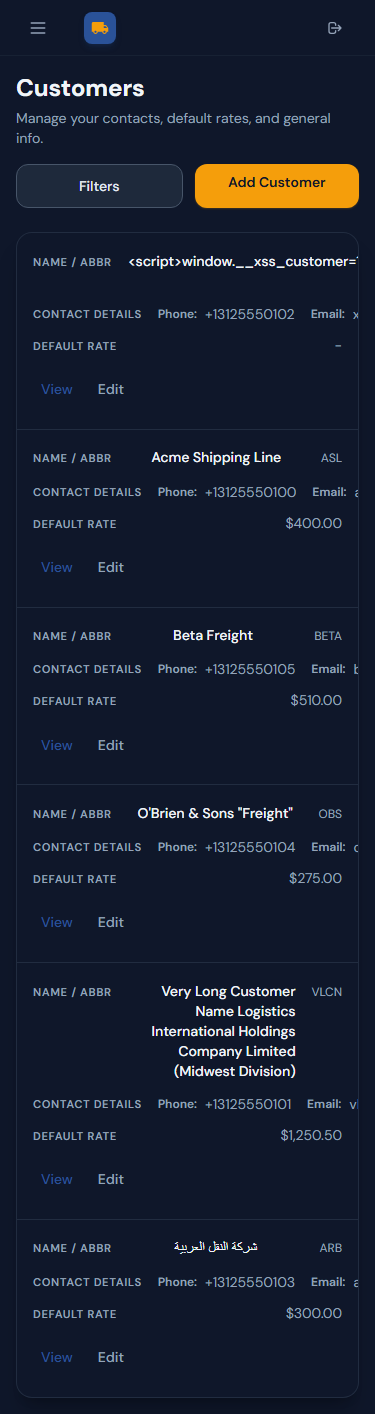 Customers
Manage your contacts, default rates, and general
info.
Filters
Add Customer
NAME / ABBR <script>window.__xss_customer=
CONTACT DETAILS Phone: +13125550102 Email: x
DEFAULT RATE –
View Edit
NAME / ABBR Acme Shipping Line ASL
CONTACT DETAILS Phone: +13125550100 Email: a
DEFAULT RATE $400.00
View Edit
NAME / ABBR Beta Freight BETA
CONTACT DETAILS Phone: +13125550105 Email: b
DEFAULT RATE $510.00
View Edit
NAME / ABBR O'Brien & Sons "Freight" OBS
CONTACT DETAILS Phone: +13125550104 Email:
DEFAULT RATE $275.00
View Edit
NAME / ABBR Very Long Customer VLCN
Name Logistics
International Holdings
Company Limited
(Midwest Division)
CONTACT DETAILS Phone: +13125550101 Email: vl
DEFAULT RATE $1,250.50
View Edit
NAME / ABBR شركة النقل العربية ARB
CONTACT DETAILS Phone: +13125550103 Email: a
DEFAULT RATE $300.00
View Edit